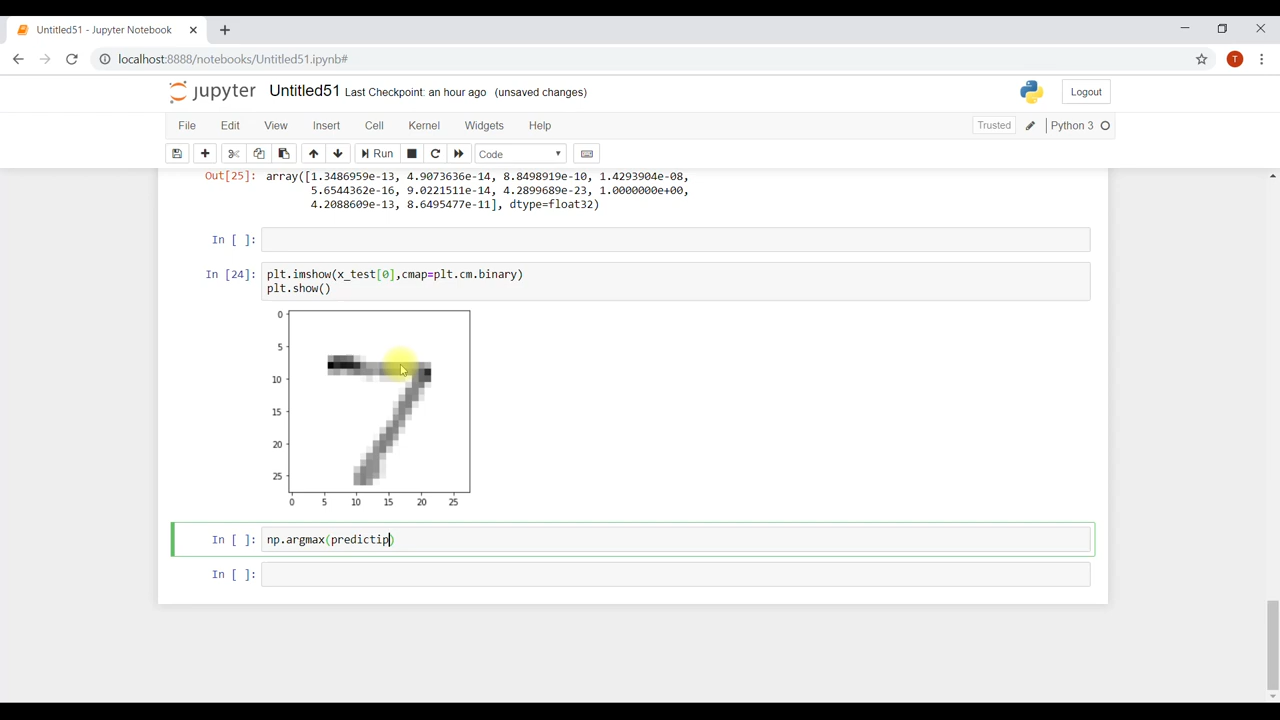 Untitled51 - Jupyter Notebook
localhost:8888/notebooks/Untitled51.ipynb#
T
jupyter Untitled51 Last Checkpoint: an hour ago (unsaved changes)
Logout
File Edit View Insert Cell Kernel Widgets Help
Trusted Python 3
Run Code
Out[25]: array([1.3486959e-13, 4.9073636e-14, 8.8498919e-10, 1.4293904e-08,
5.6544362e-16, 9.0221511e-14, 4.2899689e-23, 1.0000000e+00,
4.2088609e-13, 8.6495477e-11], dtype=float32)
In [ ]:
In [24]: plt.imshow(x_test[0],cmap=plt.cm.binary)
plt.show()
0
5
10
15
20
25
7
0 5 10 15 20 25
In [ ]: np.argmax(predictip)
In [ ]: